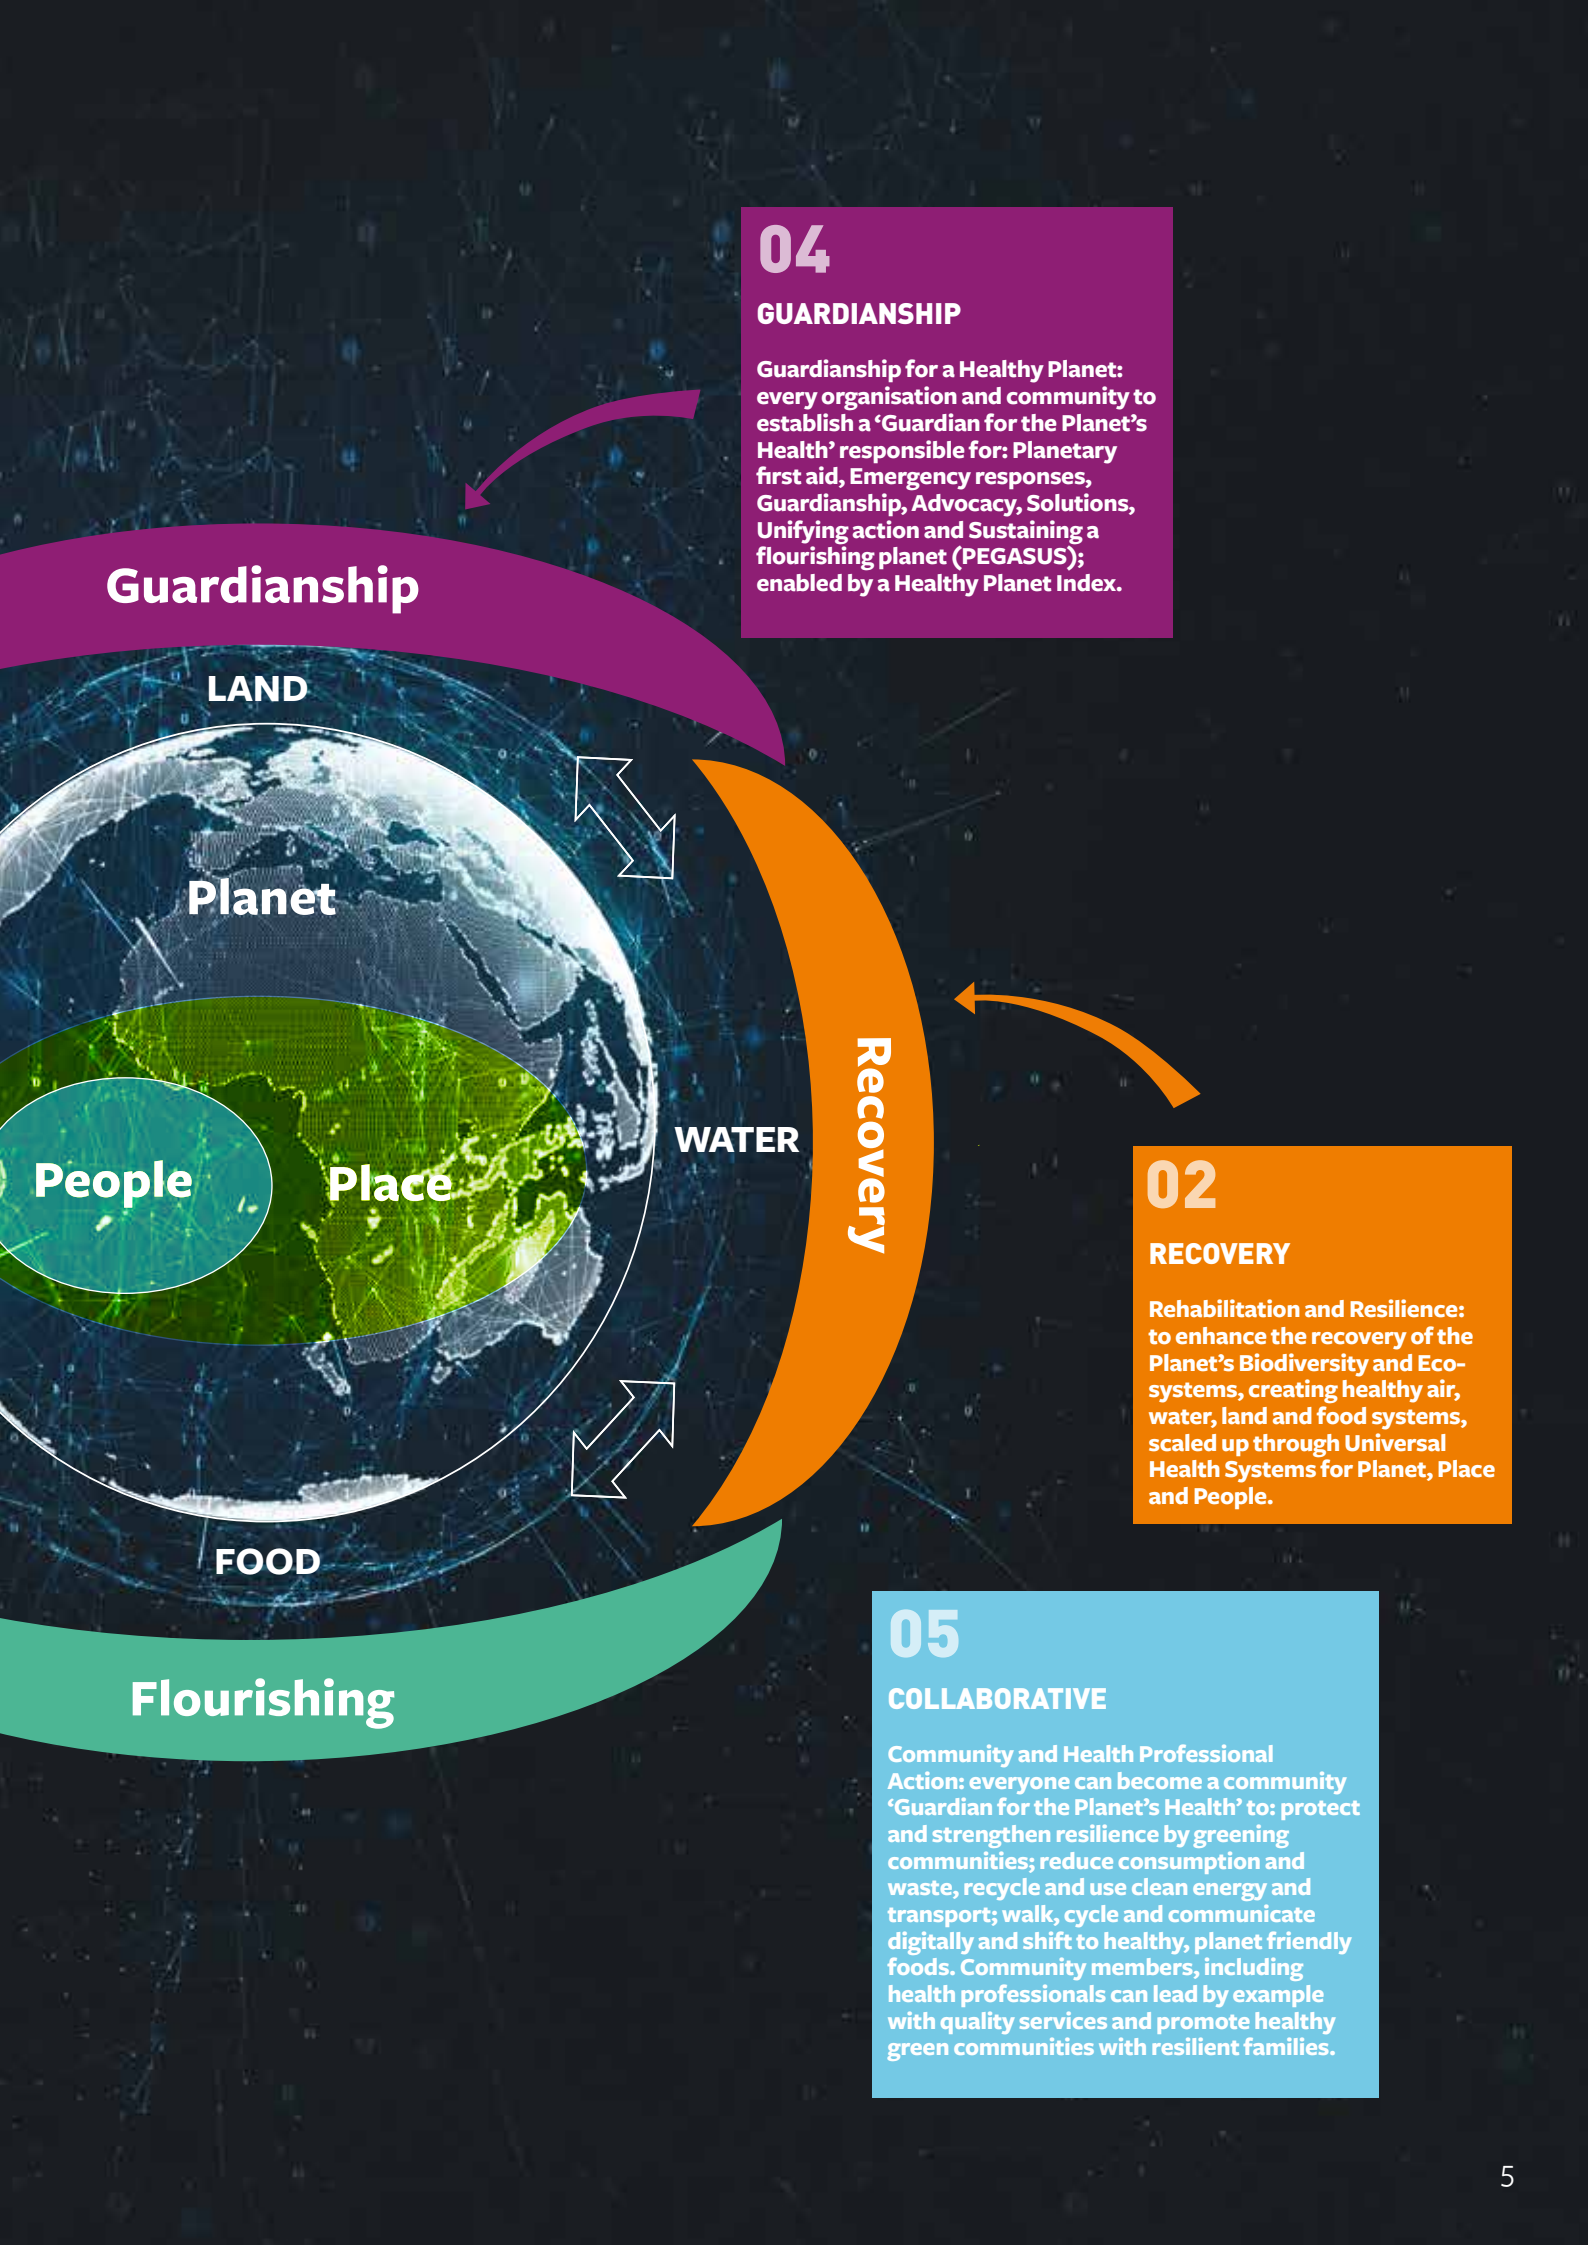 04
GUARDIANSHIP
Guardianship for a Healthy Planet:
every organisation and community to
establish a ‘Guardian for the Planet’s
Health’ responsible for: Planetary
first aid, Emergency responses,
Guardianship, Advocacy, Solutions,
Unifying action and Sustaining a
flourishing planet (PEGASUS);
enabled by a Healthy Planet Index.
Guardianship
LAND
Planet
People
Place
WATER
Recovery
FOOD
Flourishing
02
RECOVERY
Rehabilitation and Resilience:
to enhance the recovery of the
Planet’s Biodiversity and Eco-
systems, creating healthy air,
water, land and food systems,
scaled up through Universal
Health Systems for Planet, Place
and People.
05
COLLABORATIVE
Community and Health Professional
Action: everyone can become a community
‘Guardian for the Planet’s Health’ to: protect
and strengthen resilience by greening
communities; reduce consumption and
waste, recycle and use clean energy and
transport; walk, cycle and communicate
digitally and shift to healthy, planet friendly
foods. Community members, including
health professionals can lead by example
with quality services and promote healthy
green communities with resilient families.
5